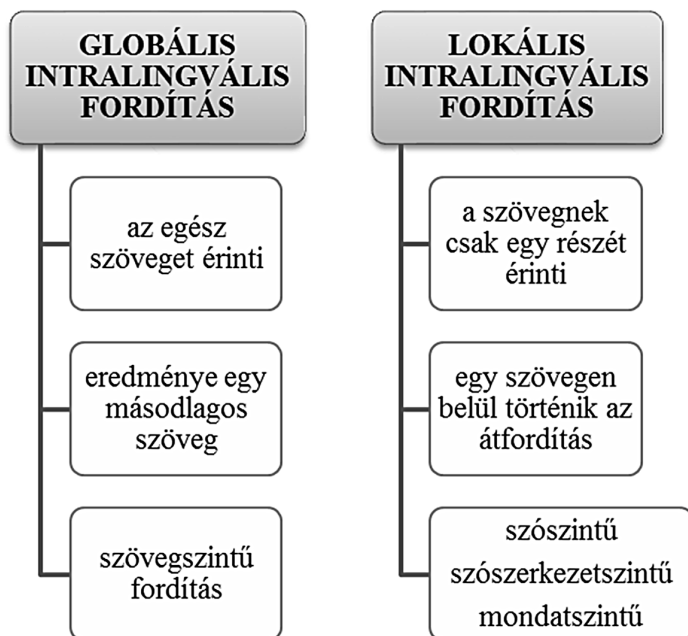 GLOBÁLIS
INTRALINGVÁLIS
FORDÍTÁS
az egész
szöveget érinti
eredménye egy
másodlagos
szöveg
szövegszintű
fordítás
LOKÁLIS
INTRALINGVÁLIS
FORDÍTÁS
a szövegnek
csak egy részét
érinti
egy szövegen
belül történik az
átfordítás
szószintű
szószerkezetszintű
mondatszintű